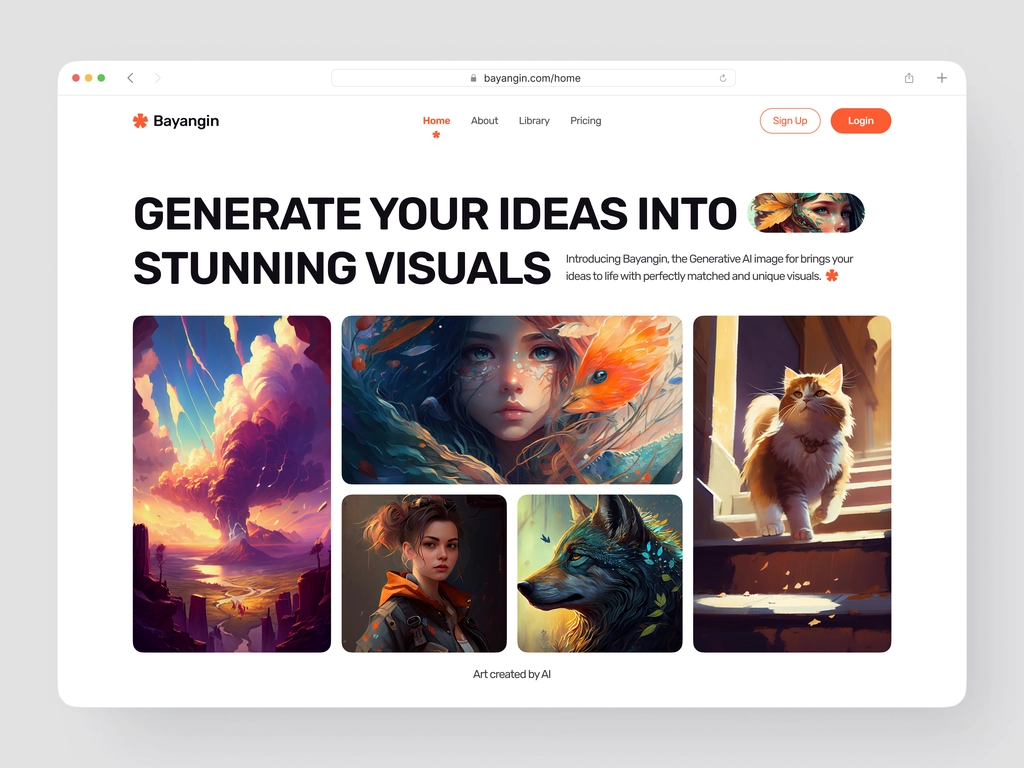 bayangin.com/home
Bayangin
Home About Library Pricing
Sign Up Login
GENERATE YOUR IDEAS INTO
STUNNING VISUALS
Introducing Bayangin, the Generative AI image for brings your
ideas to life with perfectly matched and unique visuals.
Art created by AI